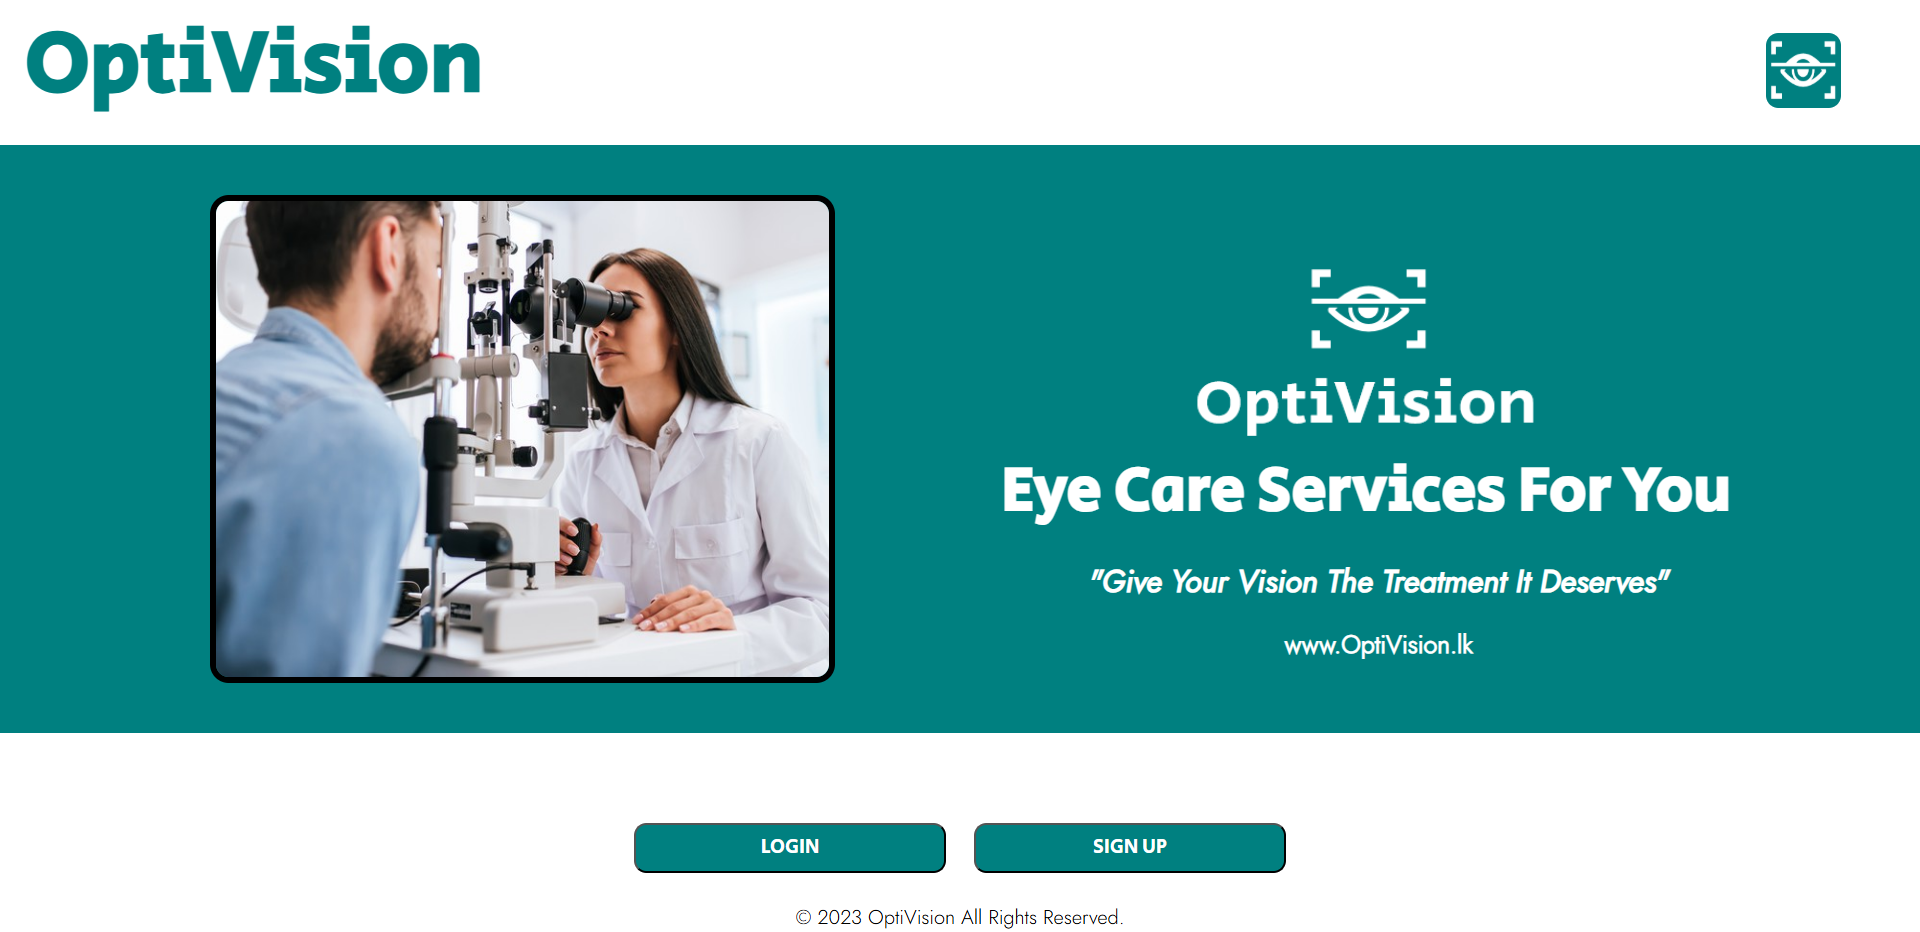 OptiVision
OptiVision
Eye Care Services For You
"Give Your Vision The Treatment It Deserves"
www.OptiVision.lk
LOGIN
SIGN UP
© 2023 OptiVision All Rights Reserved.